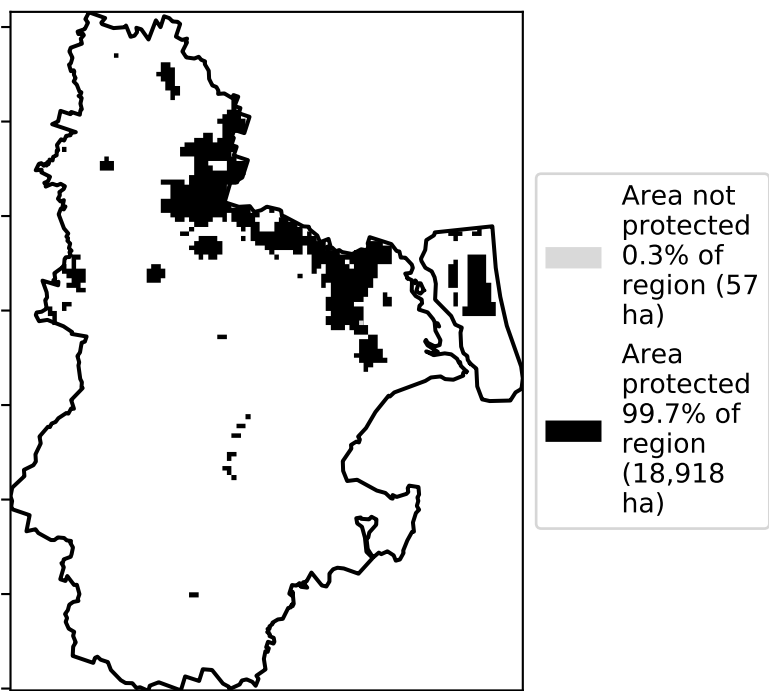 Area not
protected
0.3% of
region (57
ha)
Area
protected
99.7% of
region
(18,918
ha)